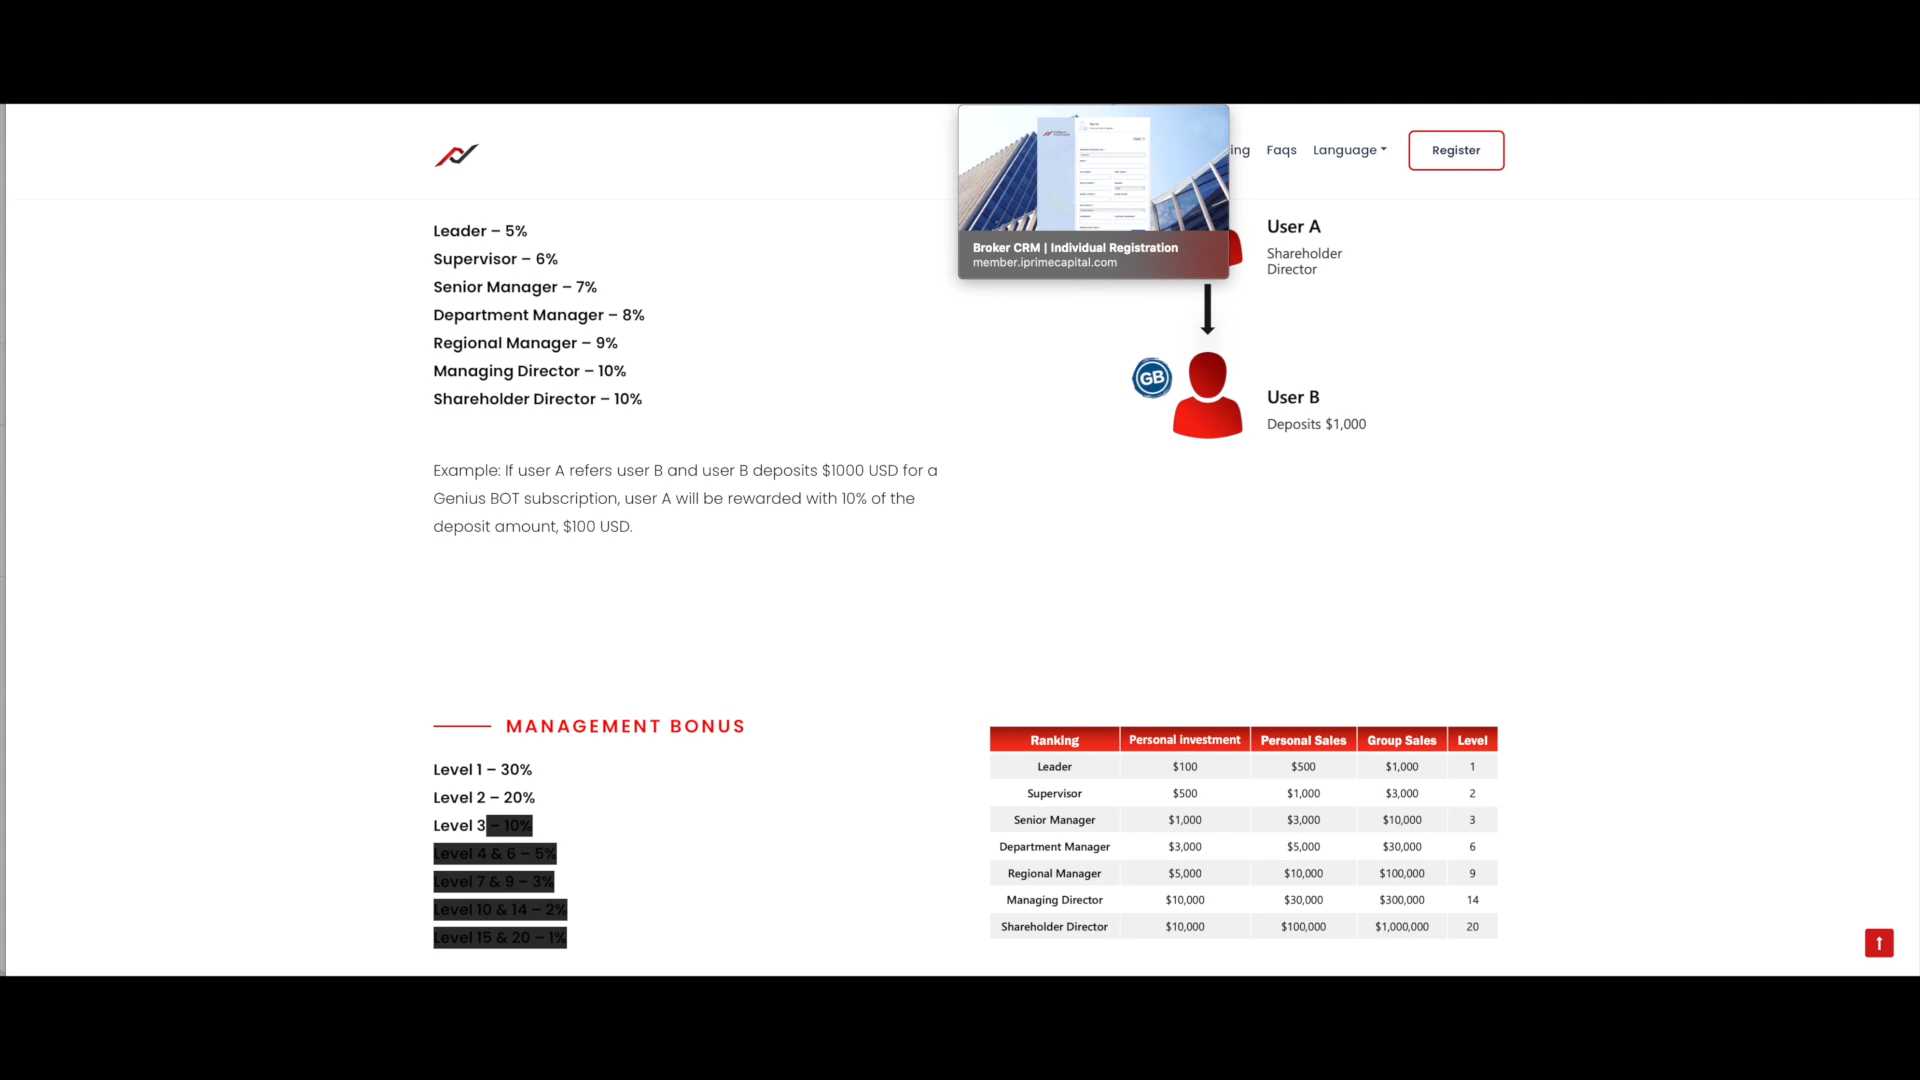 ing Faqs Language Register
Broker CRM | Individual Registration
member.iprimecapital.com
Leader – 5%
Supervisor – 6%
Senior Manager – 7%
Department Manager – 8%
Regional Manager – 9%
Managing Director – 10%
Shareholder Director – 10%
User A
Shareholder
Director
GB
User B
Deposits $1,000
Example: If user A refers user B and user B deposits $1000 USD for a
Genius BOT subscription, user A will be rewarded with 10% of the
deposit amount, $100 USD.
MANAGEMENT BONUS
Level 1 – 30%
Level 2 – 20%
Level 3 – 10%
Level 4 & 6 – 5%
Level 7 & 9 – 3%
Level 10 & 14 – 2%
Level 15 & 20 – 1%
Ranking Personal investment Personal Sales Group Sales Level
Leader $100 $500 $1,000 1
Supervisor $500 $1,000 $3,000 2
Senior Manager $1,000 $3,000 $10,000 3
Department Manager $3,000 $5,000 $30,000 6
Regional Manager $5,000 $10,000 $100,000 9
Managing Director $10,000 $30,000 $300,000 14
Shareholder Director $10,000 $100,000 $1,000,000 20